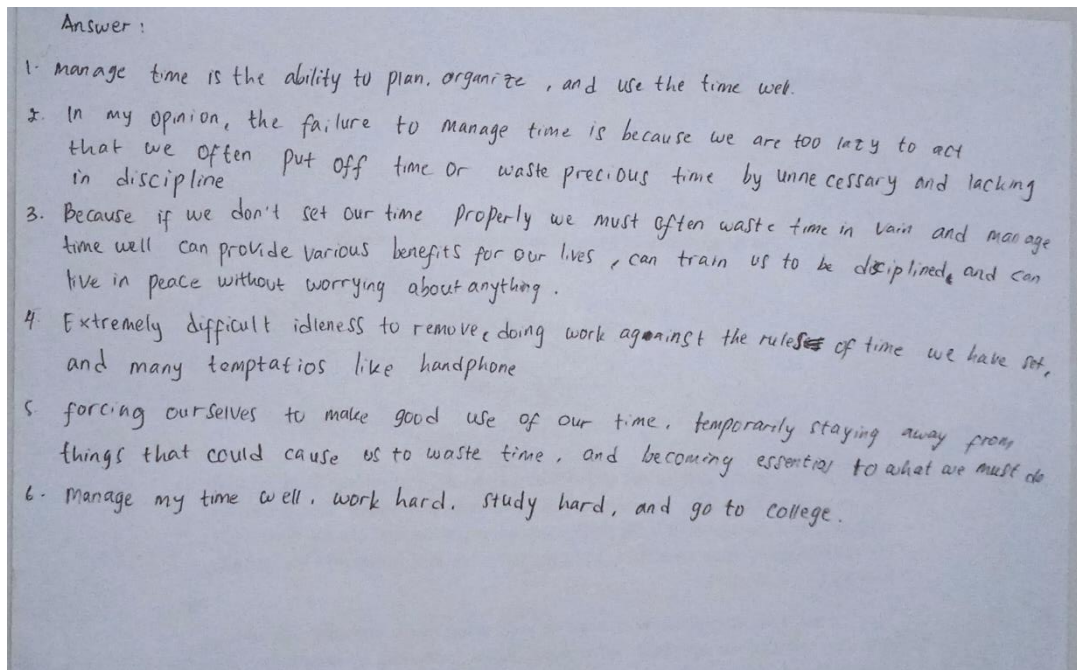 Answer :
1. Manage time is the ability to plan, organize , and use the time well.
2. In my opinion, the failure to manage time is because we are too lazy to act
that we often put off time or waste precious time by unnecessary and lacking
in discipline
3. Because if we don't set our time properly we must often waste time in vain and manage
time well can provide various benefits for our lives , can train us to be disciplined, and can
live in peace without worrying about anything .
4. Extremely difficult idleness to remove, doing work against the rules of time we have set,
and many temptatios like handphone
5. forcing ourselves to make good use of our time, temporarily staying away from
things that could cause us to waste time , and becoming essential to what we must do
6. Manage my time well, work hard, study hard, and go to college.